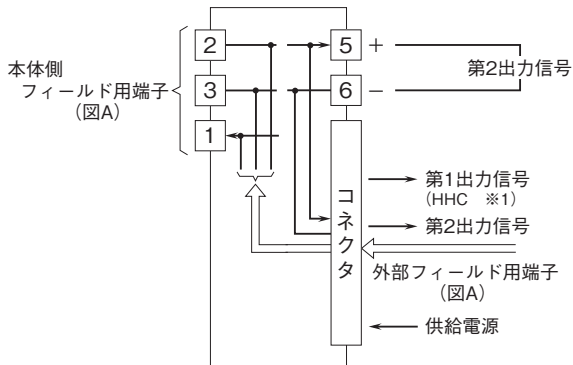 本体側
フィールド用端子
（図A）
2
3
1
5 +
6 −
第2出力信号
コネクタ
第1出力信号
（HHC ※1）
第2出力信号
外部フィールド用端子
（図A）
供給電源